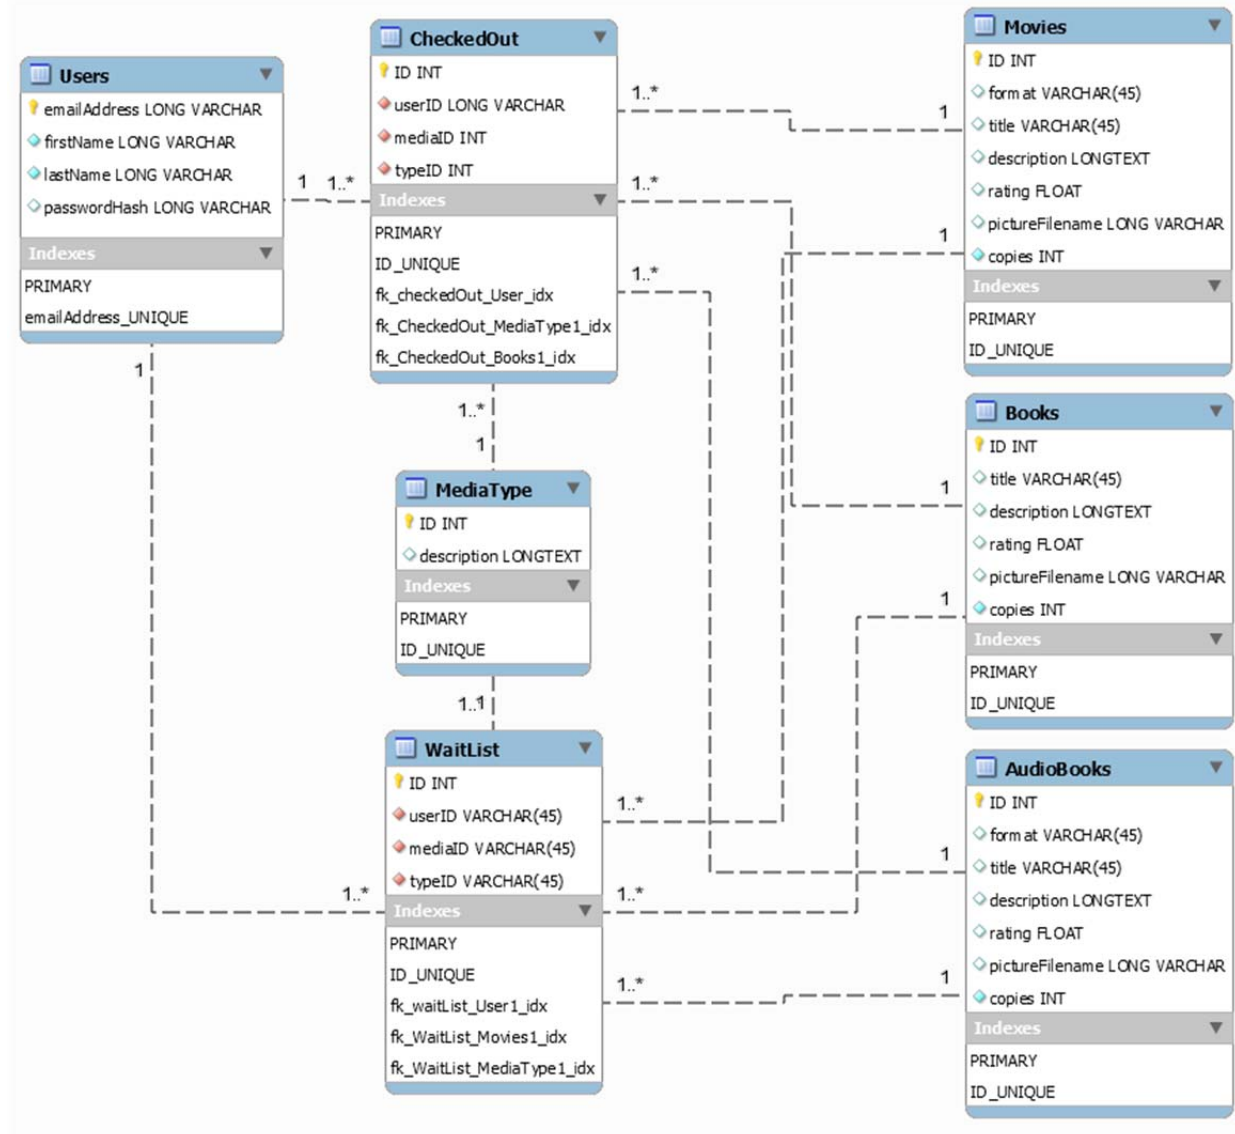 Users
emailAddress LONG VARCHAR
firstName LONG VARCHAR
lastName LONG VARCHAR
passwordHash LONG VARCHAR
Indexes
PRIMARY
emailAddress_UNIQUE
1
1..*
1
1..*
CheckedOut
ID INT
userID LONG VARCHAR
mediaID INT
typeID INT
Indexes
PRIMARY
ID_UNIQUE
fk_checkedOut_User_idx
fk_CheckedOut_MediaType1_idx
fk_CheckedOut_Books1_idx
1..*
1..*
1..*
1..*
1
MediaType
ID INT
description LONGTEXT
Indexes
PRIMARY
ID_UNIQUE
1..1
WaitList
ID INT
userID VARCHAR(45)
mediaID VARCHAR(45)
typeID VARCHAR(45)
Indexes
PRIMARY
ID_UNIQUE
fk_waitList_User1_idx
fk_WaitList_Movies1_idx
fk_WaitList_MediaType1_idx
1..*
1..*
1..*
1
1
Movies
ID INT
format VARCHAR(45)
title VARCHAR(45)
description LONGTEXT
rating FLOAT
pictureFilename LONG VARCHAR
copies INT
Indexes
PRIMARY
ID_UNIQUE
1
1
Books
ID INT
title VARCHAR(45)
description LONGTEXT
rating FLOAT
pictureFilename LONG VARCHAR
copies INT
Indexes
PRIMARY
ID_UNIQUE
1
1
AudioBooks
ID INT
format VARCHAR(45)
title VARCHAR(45)
description LONGTEXT
rating FLOAT
pictureFilename LONG VARCHAR
copies INT
Indexes
PRIMARY
ID_UNIQUE